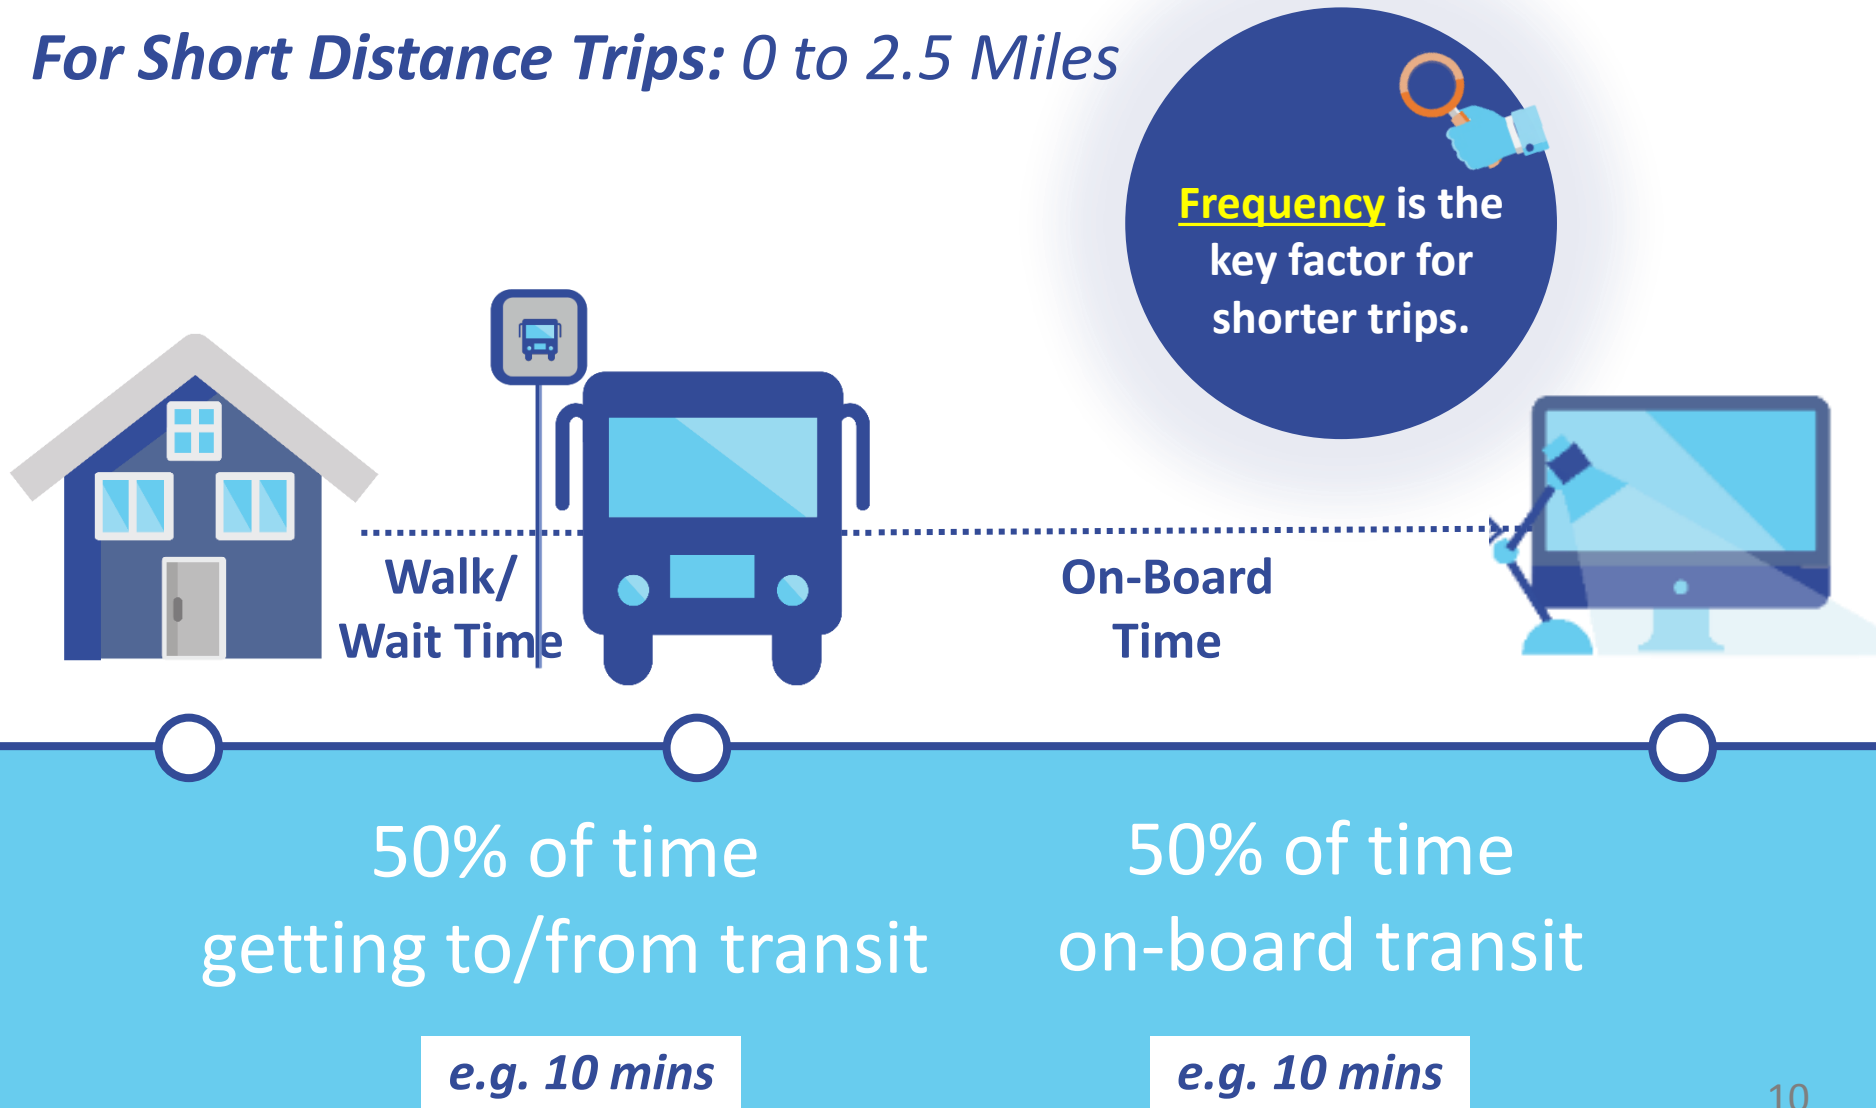 For Short Distance Trips: 0 to 2.5 Miles
Frequency is the
key factor for
shorter trips.
Walk/
Wait Time
On-Board
Time
50% of time
getting to/from transit
e.g. 10 mins
50% of time
on-board transit
e.g. 10 mins
10